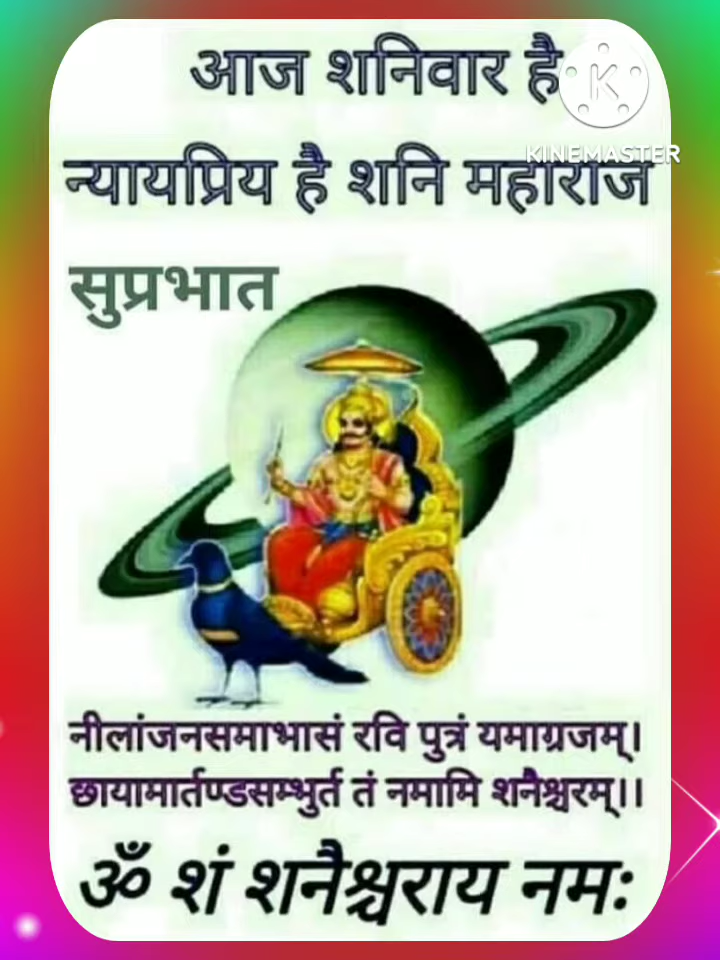 आज शनिवार है
K
KINEMASTER
न्यायप्रिय है शनि महाराज
सुप्रभात
नीलांजनसमाभासं रवि पुत्रं यमाग्रजम्।
छायामार्तण्डसम्भुर्त तं नमामि शनैश्चरम्।।
ॐ शं शनैश्चराय नमः